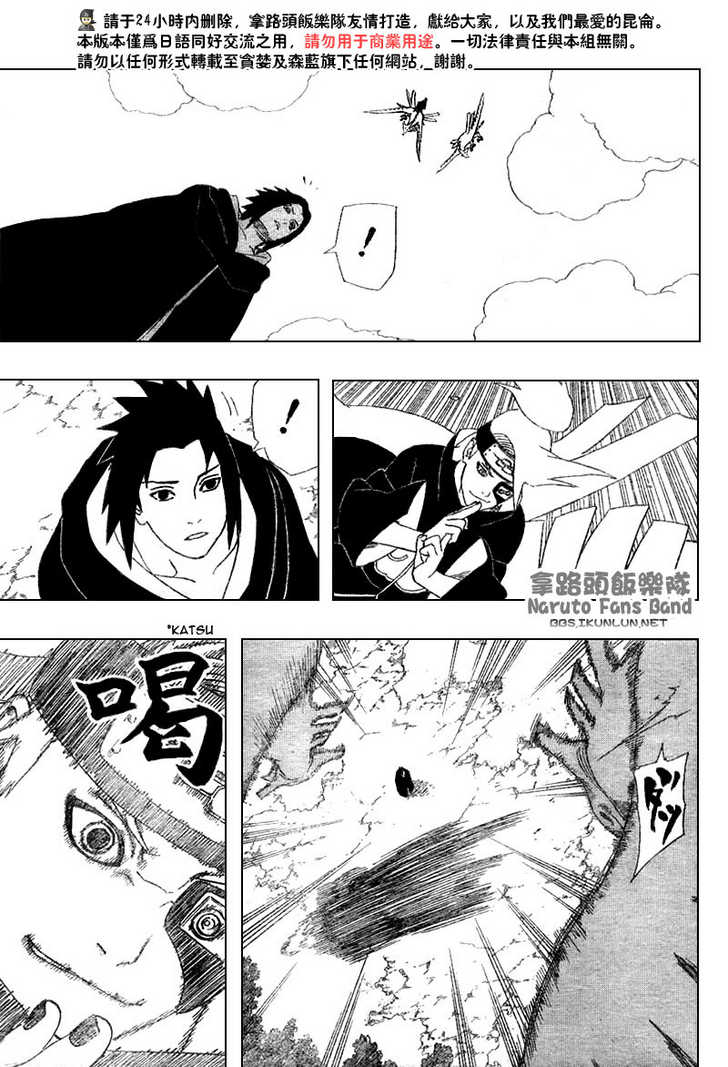 請于24小時内删除，拿路頭飯樂隊友情打造，獻給大家，以及我們最愛的昆侖。
本版本僅爲日語同好交流之用，請勿用于商業用途。一切法律責任與本組無關。
請勿以任何形式轉載至貪婪及森藍旗下任何網站，謝謝。
！
！
拿路頭飯樂隊
Naruto Fans Band
BBS.IKUNLUN.NET
"KATSU
喝
ダッ